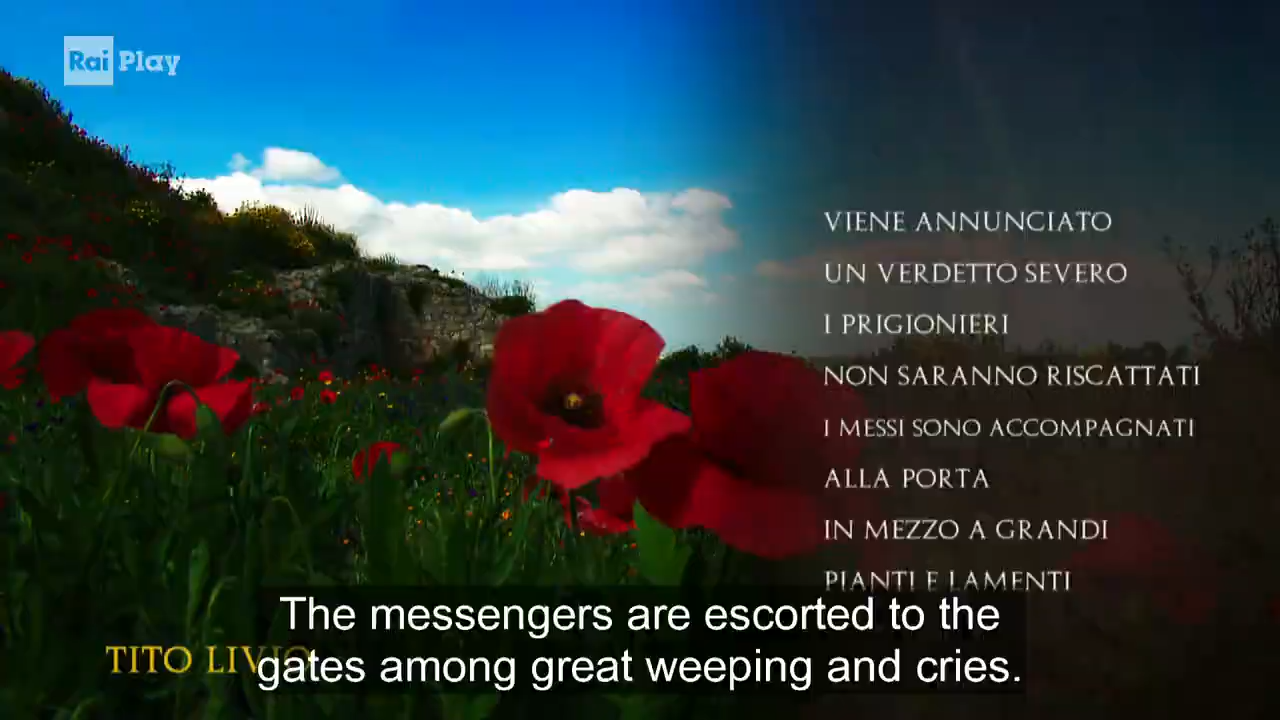 Rai Play
VIENE ANNUNCIATO
UN VERDETTO SEVERO
I PRIGIONIERI
NON SARANNO RISCATTATI
I MESSI SONO ACCOMPAGNATI
ALLA PORTA
IN MEZZO A GRANDI
PIANTI E LAMENTI
TITO LIVIO
The messengers are escorted to the
gates among great weeping and cries.